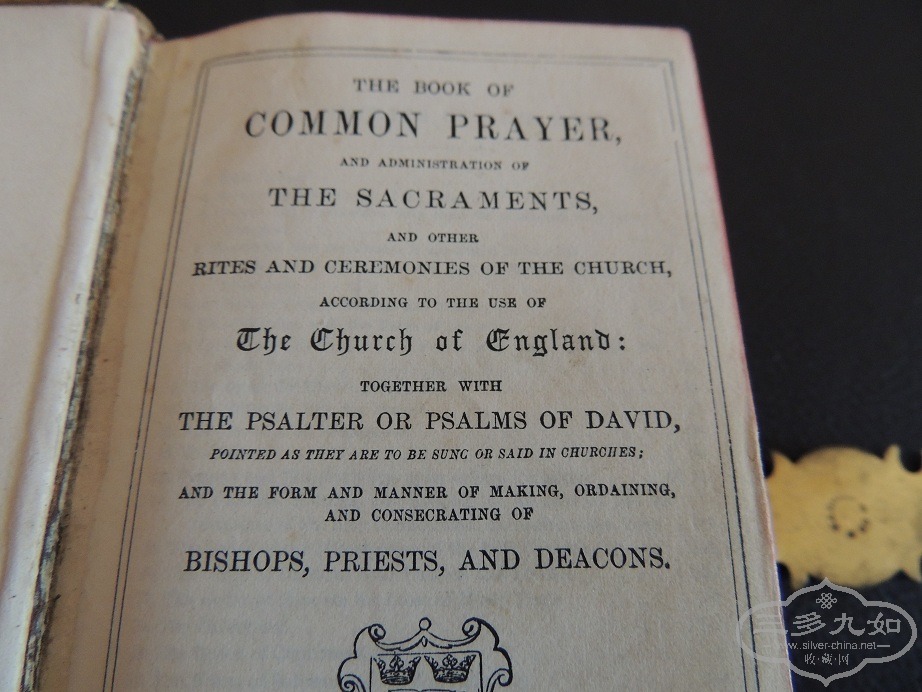 THE BOOK OF
COMMON PRAYER,
AND ADMINISTRATION OF
THE SACRAMENTS,
AND OTHER
RITES AND CEREMONIES OF THE CHURCH,
ACCORDING TO THE USE OF
The Church of England:
TOGETHER WITH
THE PSALTER OR PSALMS OF DAVID,
POINTED AS THEY ARE TO BE SUNG OR SAID IN CHURCHES;
AND THE FORM AND MANNER OF MAKING, ORDAINING,
AND CONSECRATING OF
BISHOPS, PRIESTS, AND DEACONS.
三多九如
www.silver-china.net
收·藏·网